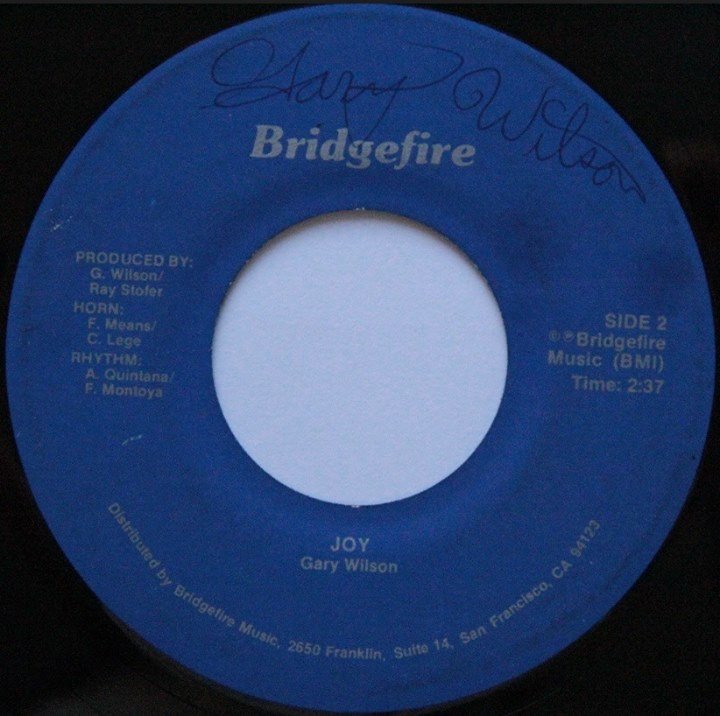 Gary Wilson
Bridgefire
PRODUCED BY:
G. Wilson/
Ray Stofer
HORN:
F. Means/
C. Lege
RHYTHM:
A. Quintana/
F. Montoya
SIDE 2
©℗Bridgefire
Music (BMI)
Time: 2:37
JOY
Gary Wilson
Distributed by Bridgefire Music, 2650 Franklin, Suite 14, San Francisco, CA 94123